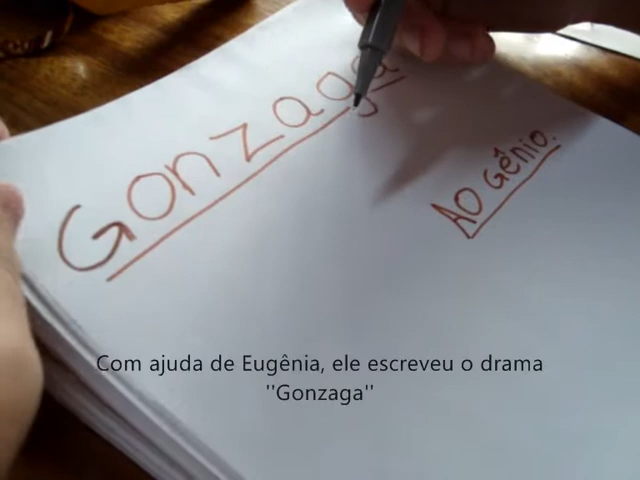 Gonzaga
AO Gênio.
Com ajuda de Eugênia, ele escreveu o drama
"Gonzaga"